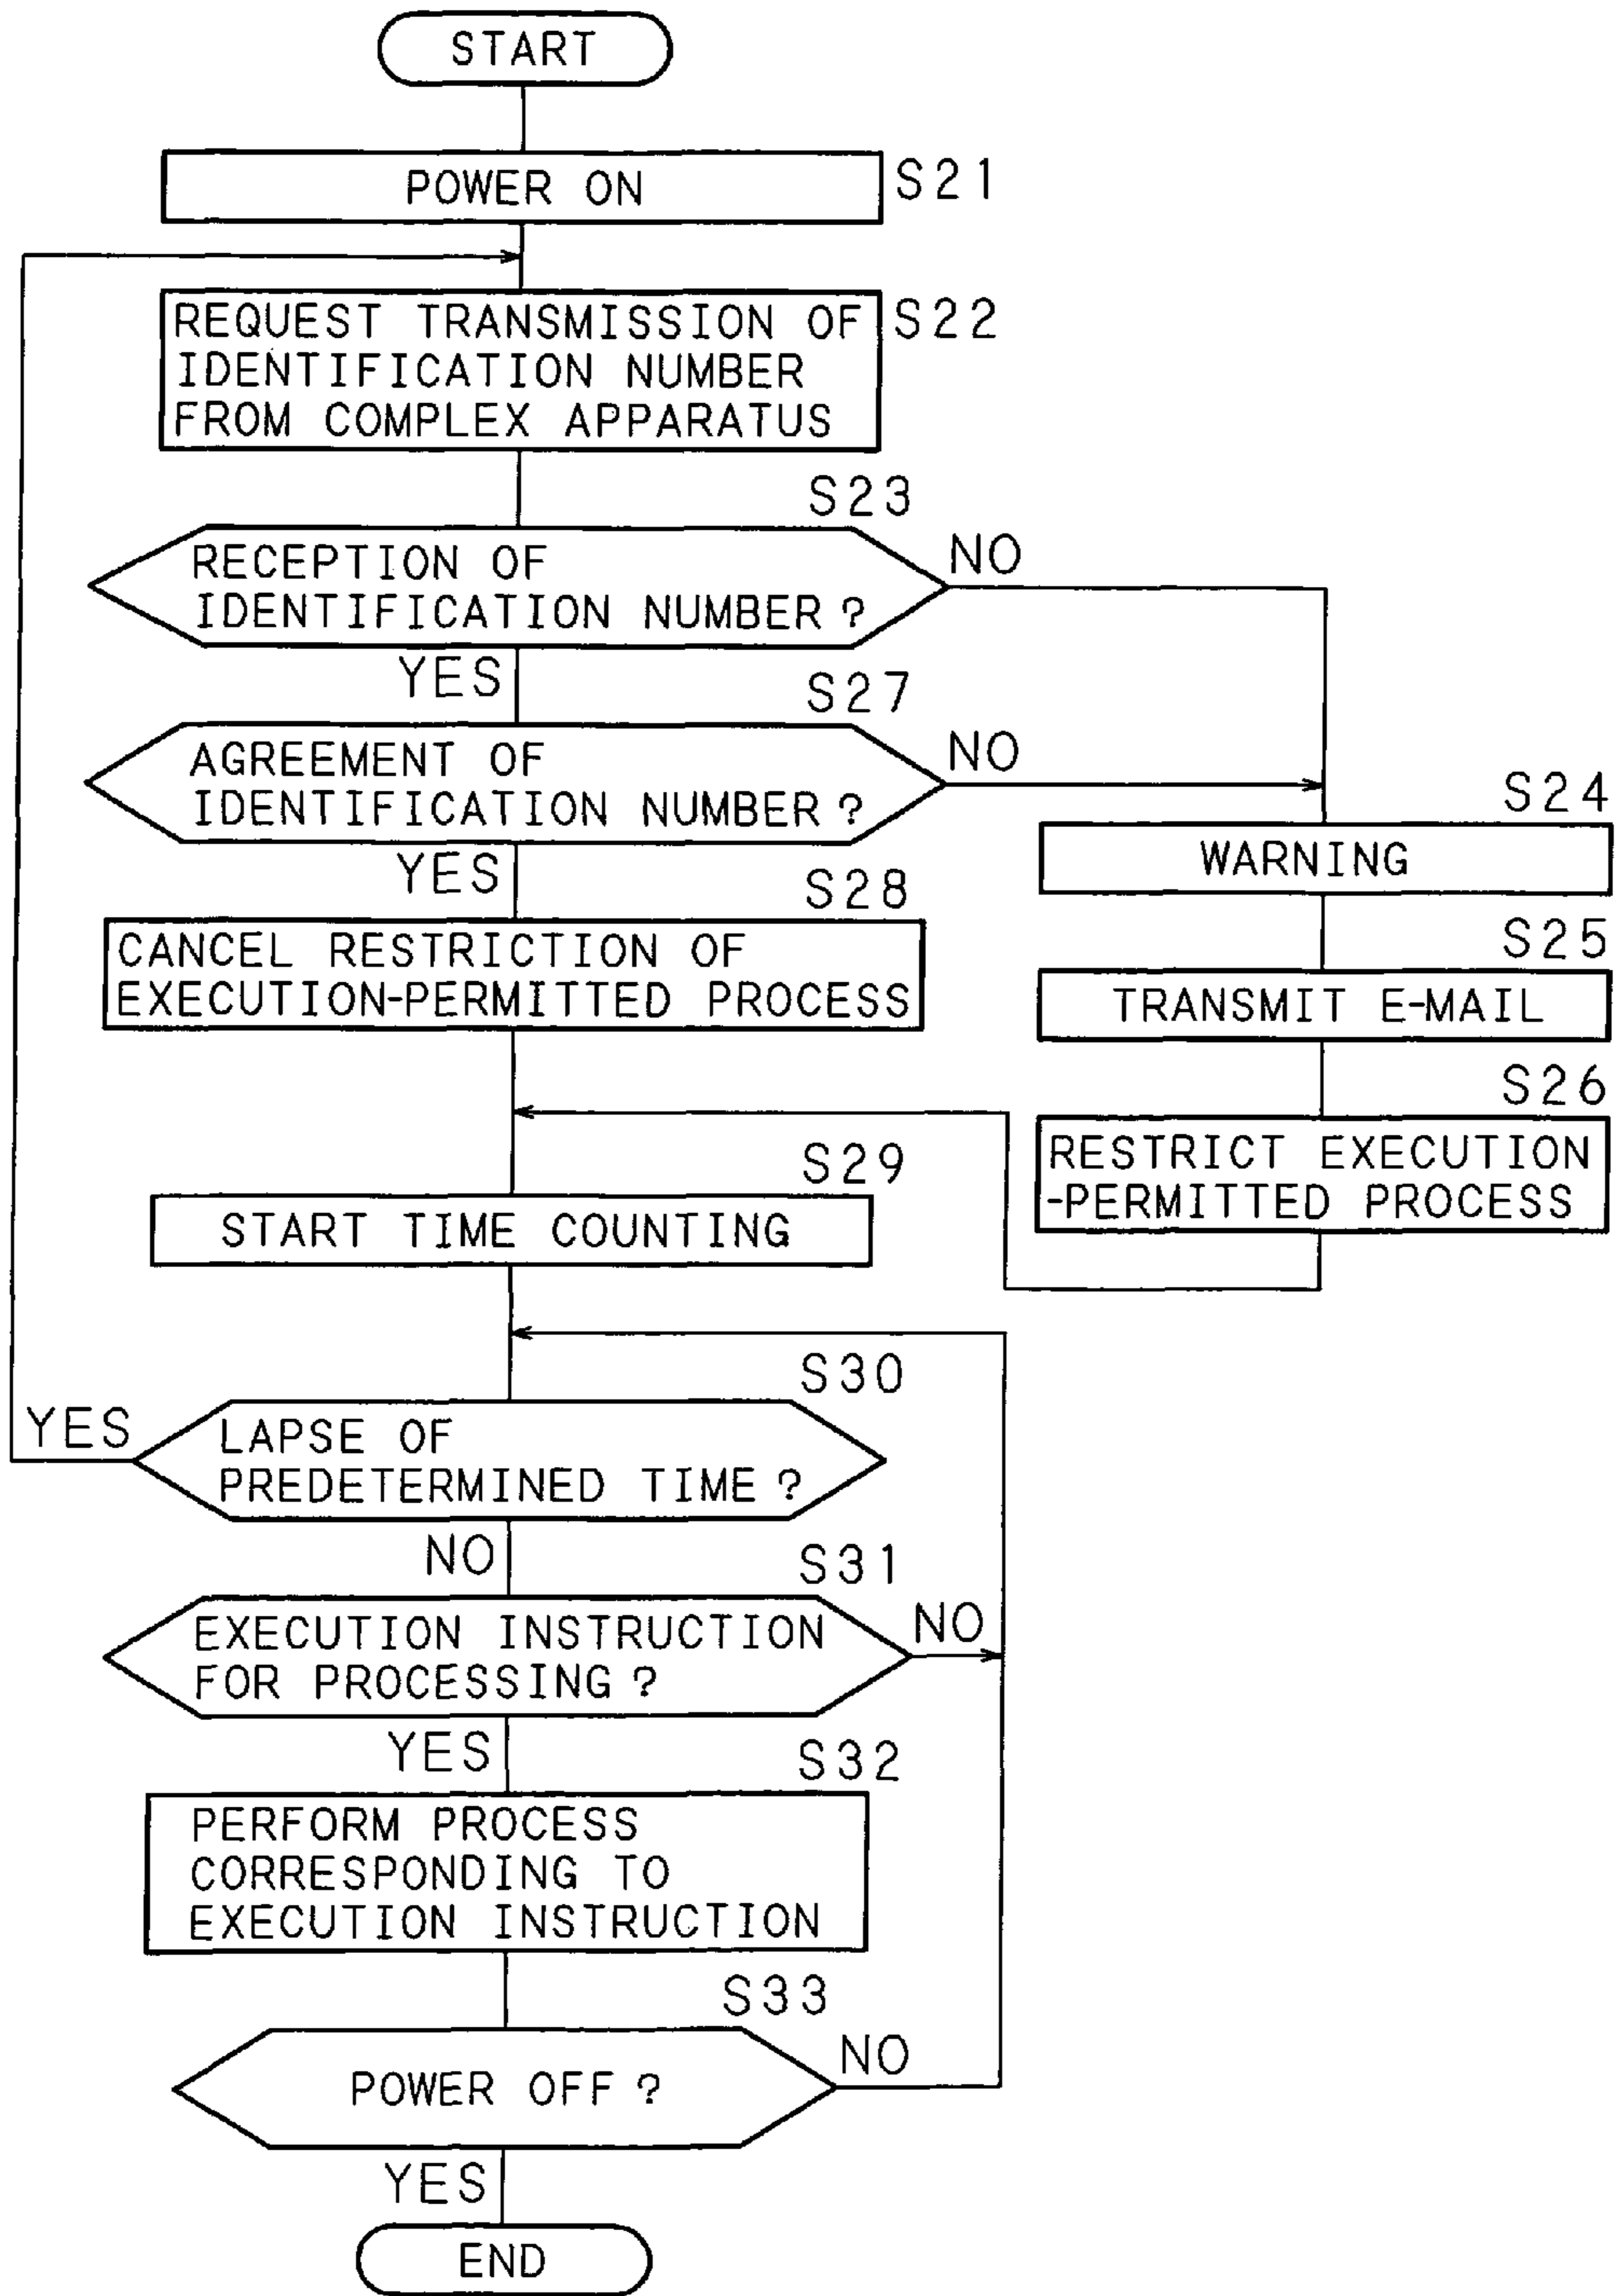 START
POWER ON
S21
REQUEST TRANSMISSION OF
IDENTIFICATION NUMBER
FROM COMPLEX APPARATUS
S22
S23
RECEPTION OF
IDENTIFICATION NUMBER?
NO
YES
S27
AGREEMENT OF
IDENTIFICATION NUMBER?
NO
YES
S24
WARNING
S28
CANCEL RESTRICTION OF
EXECUTION-PERMITTED PROCESS
S25
TRANSMIT E-MAIL
S26
RESTRICT EXECUTION
-PERMITTED PROCESS
S29
START TIME COUNTING
S30
YES
LAPSE OF
PREDETERMINED TIME?
NO
S31
EXECUTION INSTRUCTION
FOR PROCESSING?
NO
YES
S32
PERFORM PROCESS
CORRESPONDING TO
EXECUTION INSTRUCTION
S33
POWER OFF?
NO
YES
END